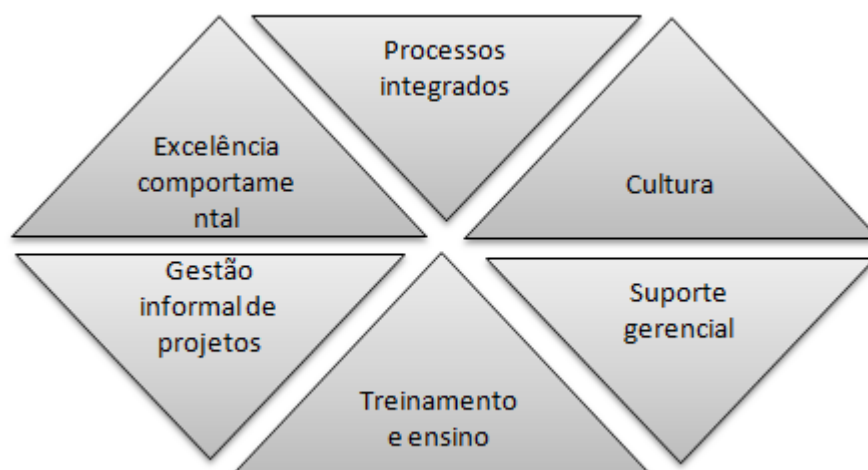 Processos
integrados
Excelência
comportame
ntal
Cultura
Gestão
informal de
projetos
Suporte
gerencial
Treinamento
e ensino